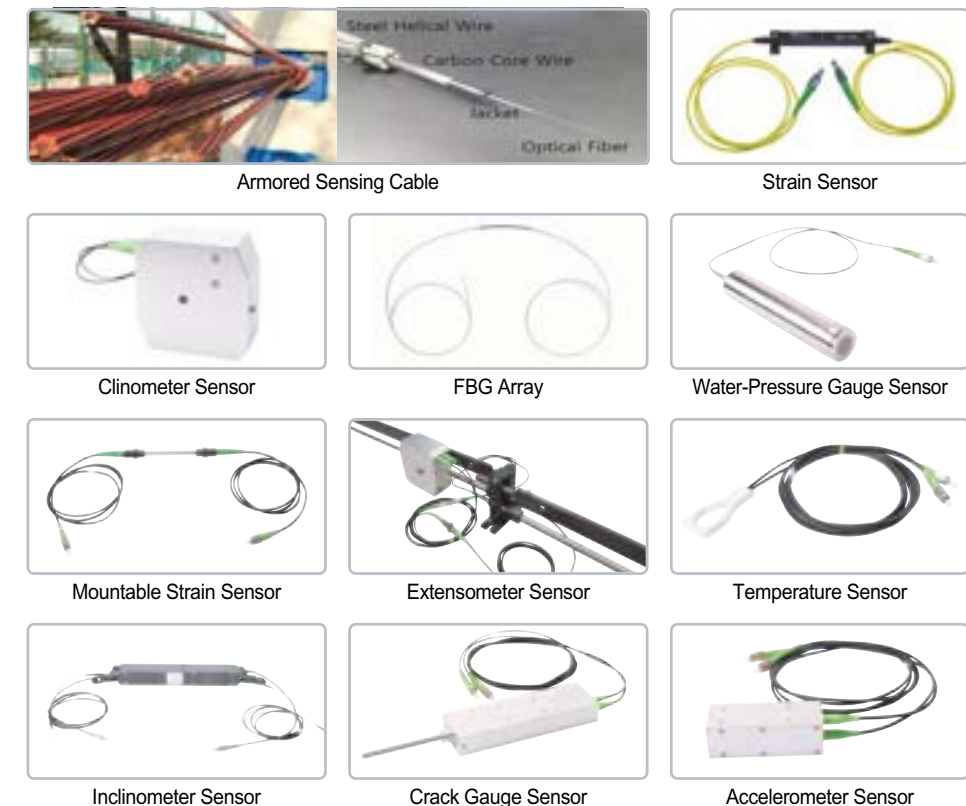 Steel Helical Wire
Carbon Core Wire
Jacket
Optical Fiber
Armored Sensing Cable
Strain Sensor
Clinometer Sensor
FBG Array
Water-Pressure Gauge Sensor
Mountable Strain Sensor
Extensometer Sensor
Temperature Sensor
Inclinometer Sensor
Crack Gauge Sensor
Accelerometer Sensor